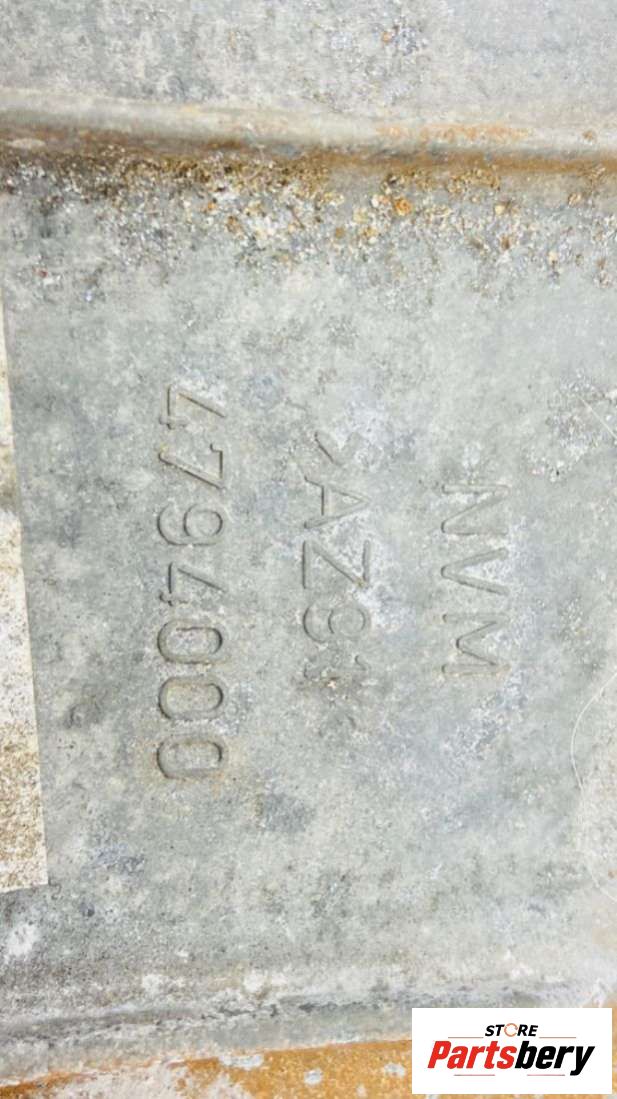 NVM
>AZ91<
4794000
STORE
Partsbery